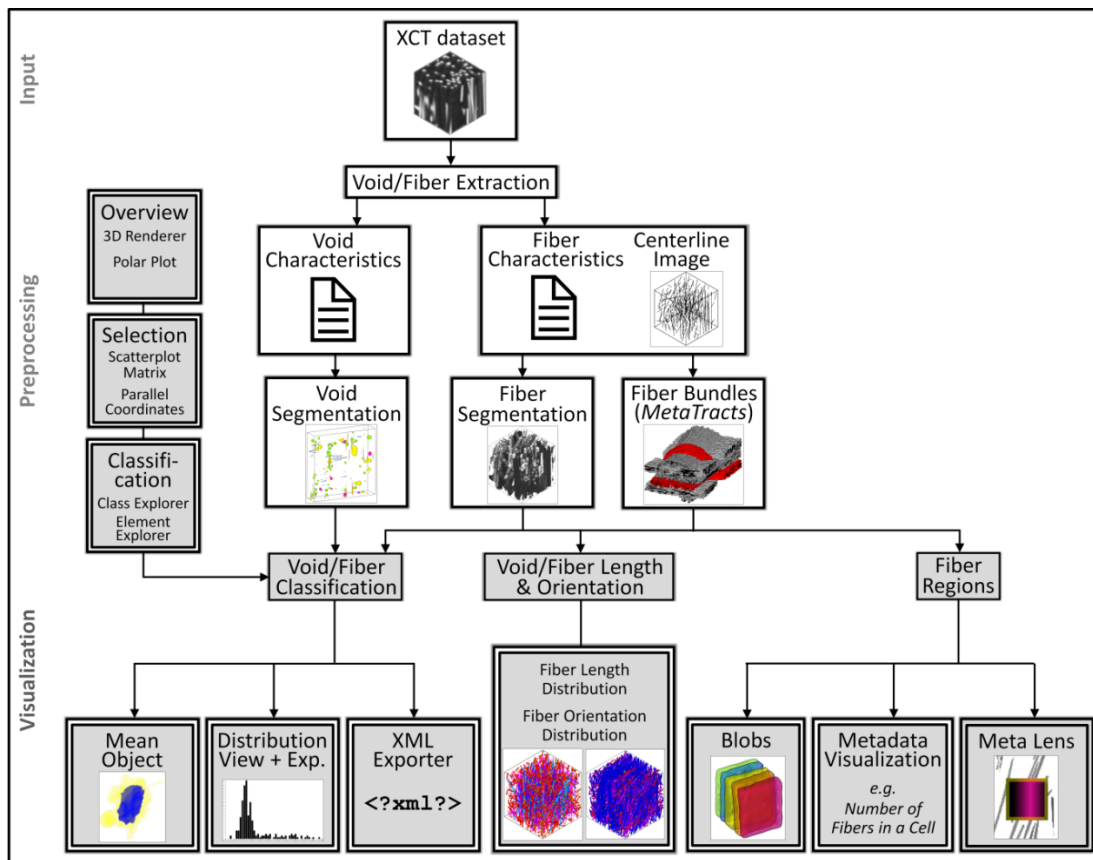 Input
XCT dataset
Void/Fiber Extraction
Preprocessing
Overview
3D Renderer
Polar Plot
Selection
Scatterplot
Matrix
Parallel
Coordinates
Classifi-
cation
Class Explorer
Element
Explorer
Void
Characteristics
Fiber
Characteristics
Centerline
Image
Void
Segmentation
Fiber
Segmentation
Fiber Bundles
(MetaTracts)
Visualization
Void/Fiber
Classification
Void/Fiber Length
& Orientation
Fiber
Regions
Mean
Object
Distribution
View + Exp.
XML
Exporter
<?xml?>
Fiber Length
Distribution
Fiber Orientation
Distribution
Blobs
Metadata
Visualization
e.g.
Number of
Fibers in a Cell
Meta Lens